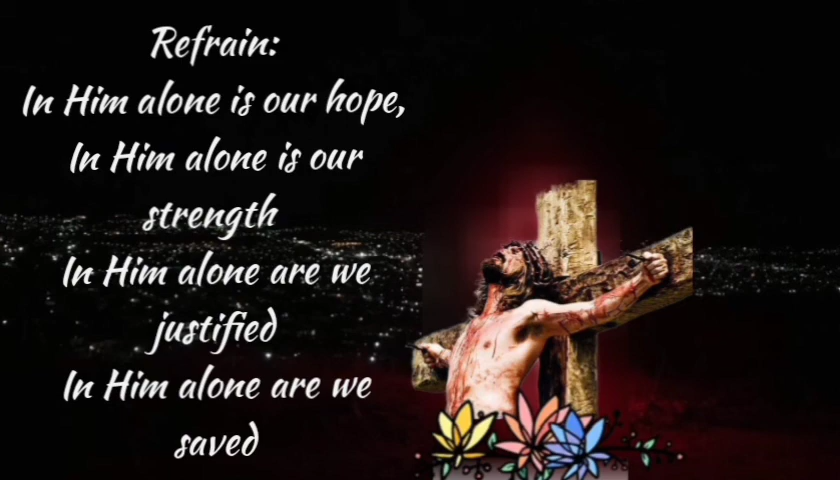 Refrain:
In Him alone is our hope,
In Him alone is our
strength
In Him alone are we
justified
In Him alone are we
saved